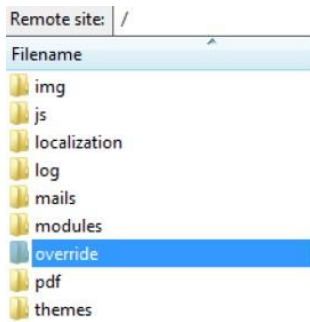 Remote site: /
Filename
img
js
localization
log
mails
modules
override
pdf
themes